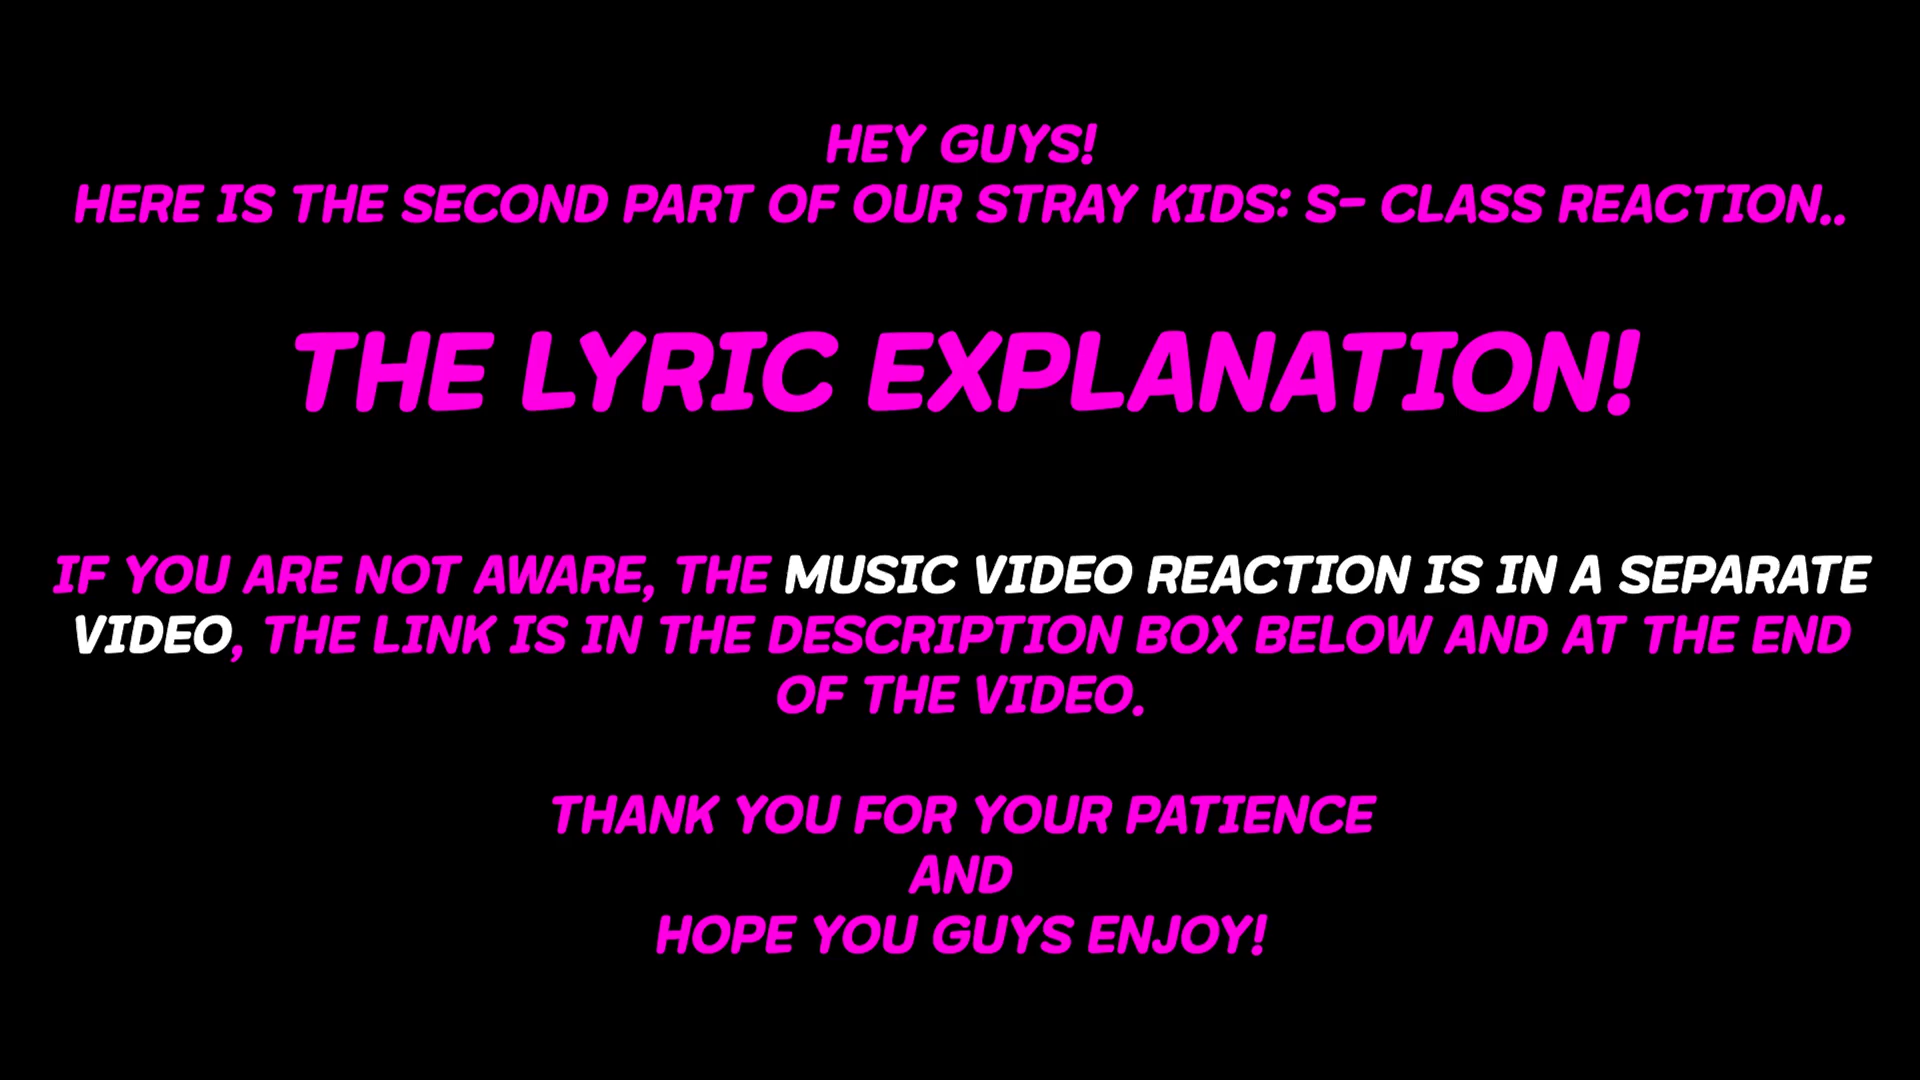 HEY GUYS!
HERE IS THE SECOND PART OF OUR STRAY KIDS: S- CLASS REACTION..
THE LYRIC EXPLANATION!
IF YOU ARE NOT AWARE, THE MUSIC VIDEO REACTION IS IN A SEPARATE
VIDEO, THE LINK IS IN THE DESCRIPTION BOX BELOW AND AT THE END
OF THE VIDEO.
THANK YOU FOR YOUR PATIENCE
AND
HOPE YOU GUYS ENJOY!